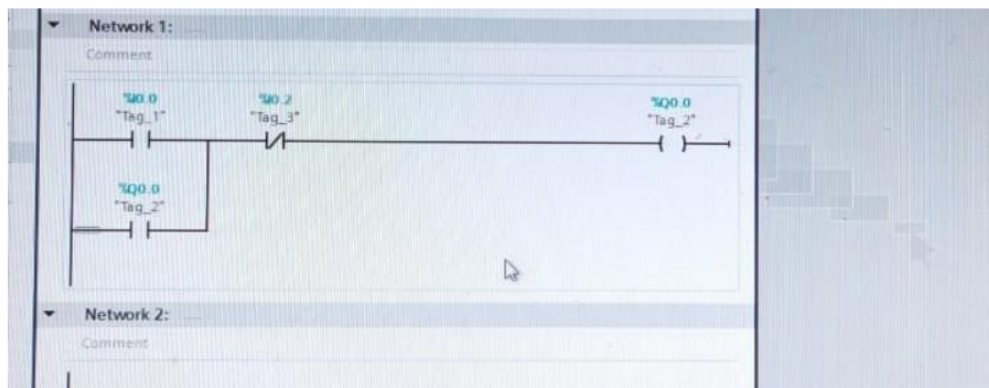 Network 1: .....
Comment
%I0.0
"Tag_1"
%I0.2
"Tag_3"
%Q0.0
"Tag_2"
%Q0.0
"Tag_2"
Network 2: .....
Comment